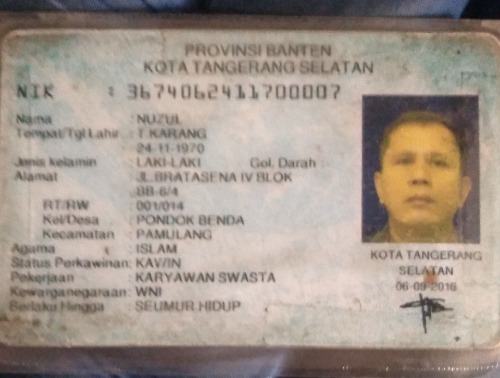 PROVINSI BANTEN
KOTA TANGERANG SELATAN
NIK : 3674062411700007
Nama : NUZUL
Tempat/Tgl Lahir : T.KARANG
24-11-1970
Jenis kelamin : LAKI-LAKI Gol. Darah :
Alamat : JL.BRATASENA IV BLOK
BB-6/4
RT/RW : 001/014
Kel/Desa : PONDOK BENDA
Kecamatan : PAMULANG
Agama : ISLAM
Status Perkawinan: KAWIN
Pekerjaan : KARYAWAN SWASTA
Kewarganegaraan: WNI
Berlaku Hingga : SEUMUR HIDUP
KOTA TANGERANG
SELATAN
06-09-2016